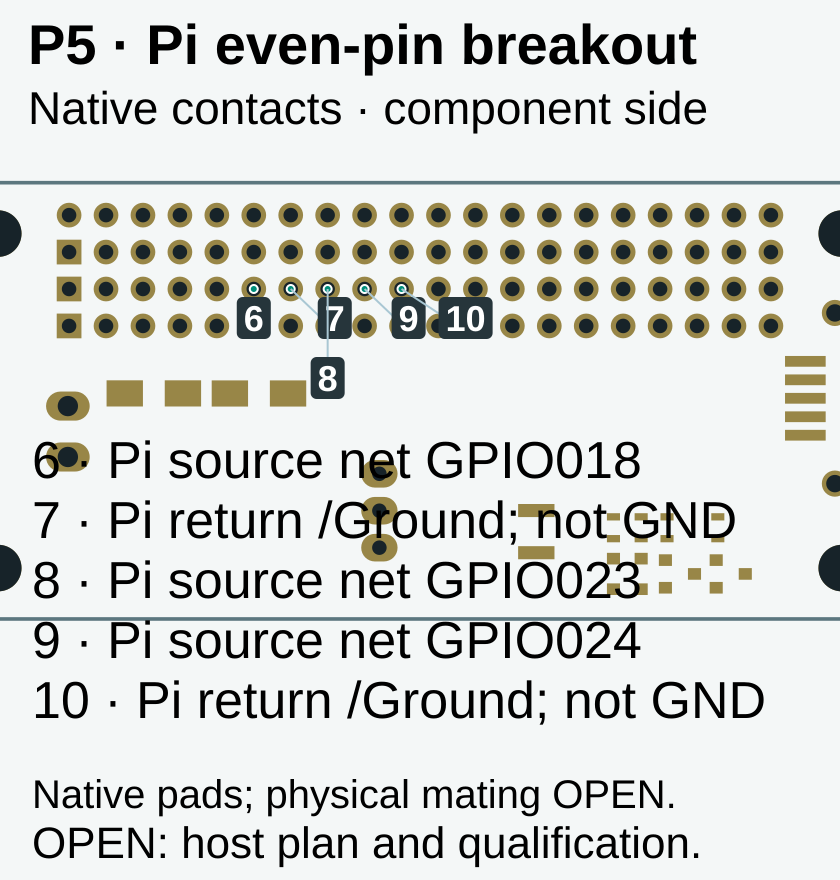 P5 · Pi even-pin breakout
Native contacts · component side
6 7 9 10
8
6 · Pi source net GPIO018
7 · Pi return /Ground; not GND
8 · Pi source net GPIO023
9 · Pi source net GPIO024
10 · Pi return /Ground; not GND
Native pads; physical mating OPEN.
OPEN: host plan and qualification.